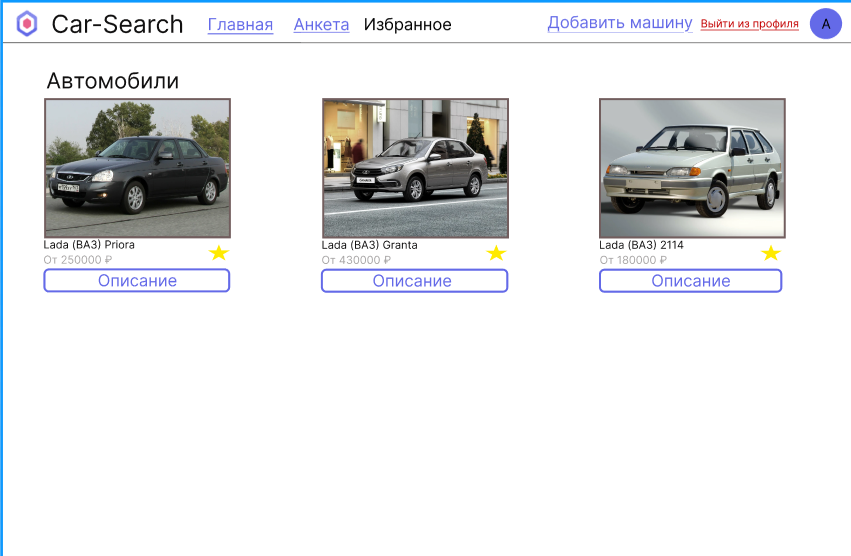 Car-Search Главная Анкета Избранное Добавить машину Выйти из профиля А
Автомобили
Lada (ВАЗ) Priora
От 250000 ₽
Описание
Lada (ВАЗ) Granta
От 430000 ₽
Описание
Lada (ВАЗ) 2114
От 180000 ₽
Описание